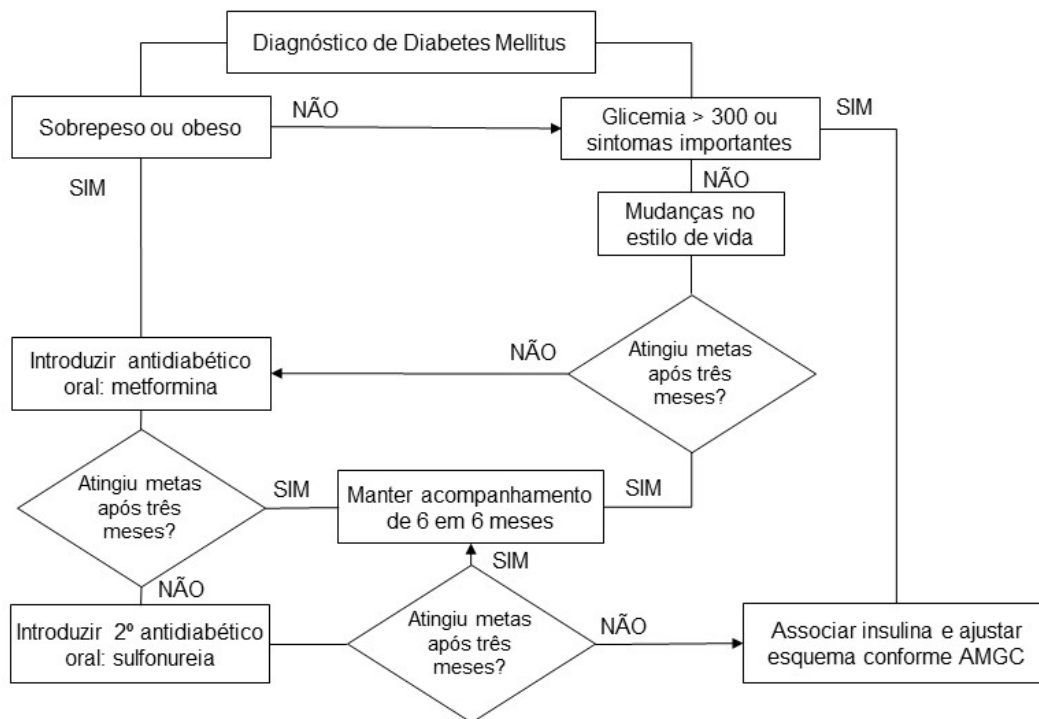 Diagnóstico de Diabetes Mellitus
Sobrepeso ou obeso
NÃO
Glicemia > 300 ou
sintomas importantes
SIM
SIM
NÃO
Mudanças no
estilo de vida
Introduzir antidiabético
oral: metformina
NÃO
Atingiu metas
após três
meses?
Atingiu metas
após três
meses?
SIM
Manter acompanhamento
de 6 em 6 meses
SIM
NÃO
SIM
Introduzir 2º antidiabético
oral: sulfonureia
Atingiu metas
após três
meses?
NÃO
Associar insulina e ajustar
esquema conforme AMGC